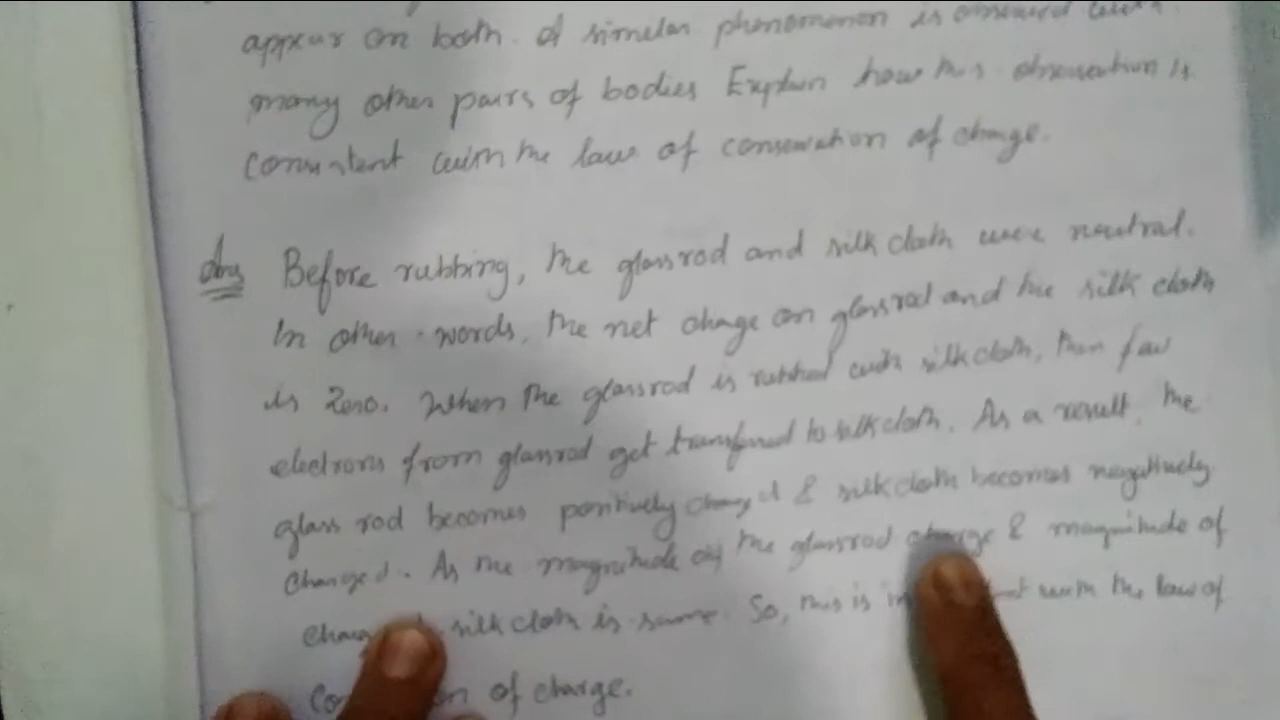 appear on both. A similar phenomenon is observed with
many other pairs of bodies Explain how this observation is
consistent with the law of conservation of charge.
Ans Before rubbing, the glass rod and silk cloth were neutral.
In other words, the net charge on glass rod and the silk cloth
is Zero. When the glass rod is rubbed with silk cloth, then few
electrons from glass rod get transferred to silk cloth. As a result, the
glass rod becomes positively charged & silk cloth becomes negatively
charged. As the magnitude of the glass rod charge & magnitude of
silk cloth is same. So, this is with the law of
of charge.